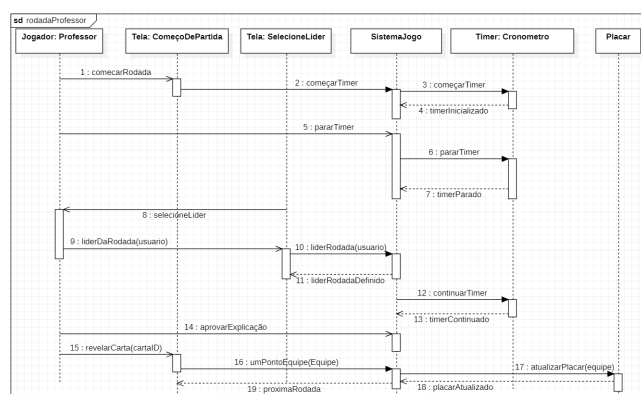 sd rodadaProfessor
Jogador: Professor
Tela: ComeçoDePartida
Tela: SelecioneLider
SistemaJogo
Timer: Cronometro
Placar
1 : comecarRodada
2 : começarTimer
3 : começarTimer
4 : timerInicializado
5 : pararTimer
6 : pararTimer
7 : timerParado
8 : selecioneLider
9 : liderDaRodada(usuario)
10 : liderRodada(usuario)
11 : liderRodadaDefinido
12 : continuarTimer
13 : timerContinuado
14 : aprovarExplicação
15 : revelarCarta(cartaID)
16 : umPontoEquipe(Equipe)
17 : atualizarPlacar(equipe)
18 : placarAtualizado
19 : proximaRodada